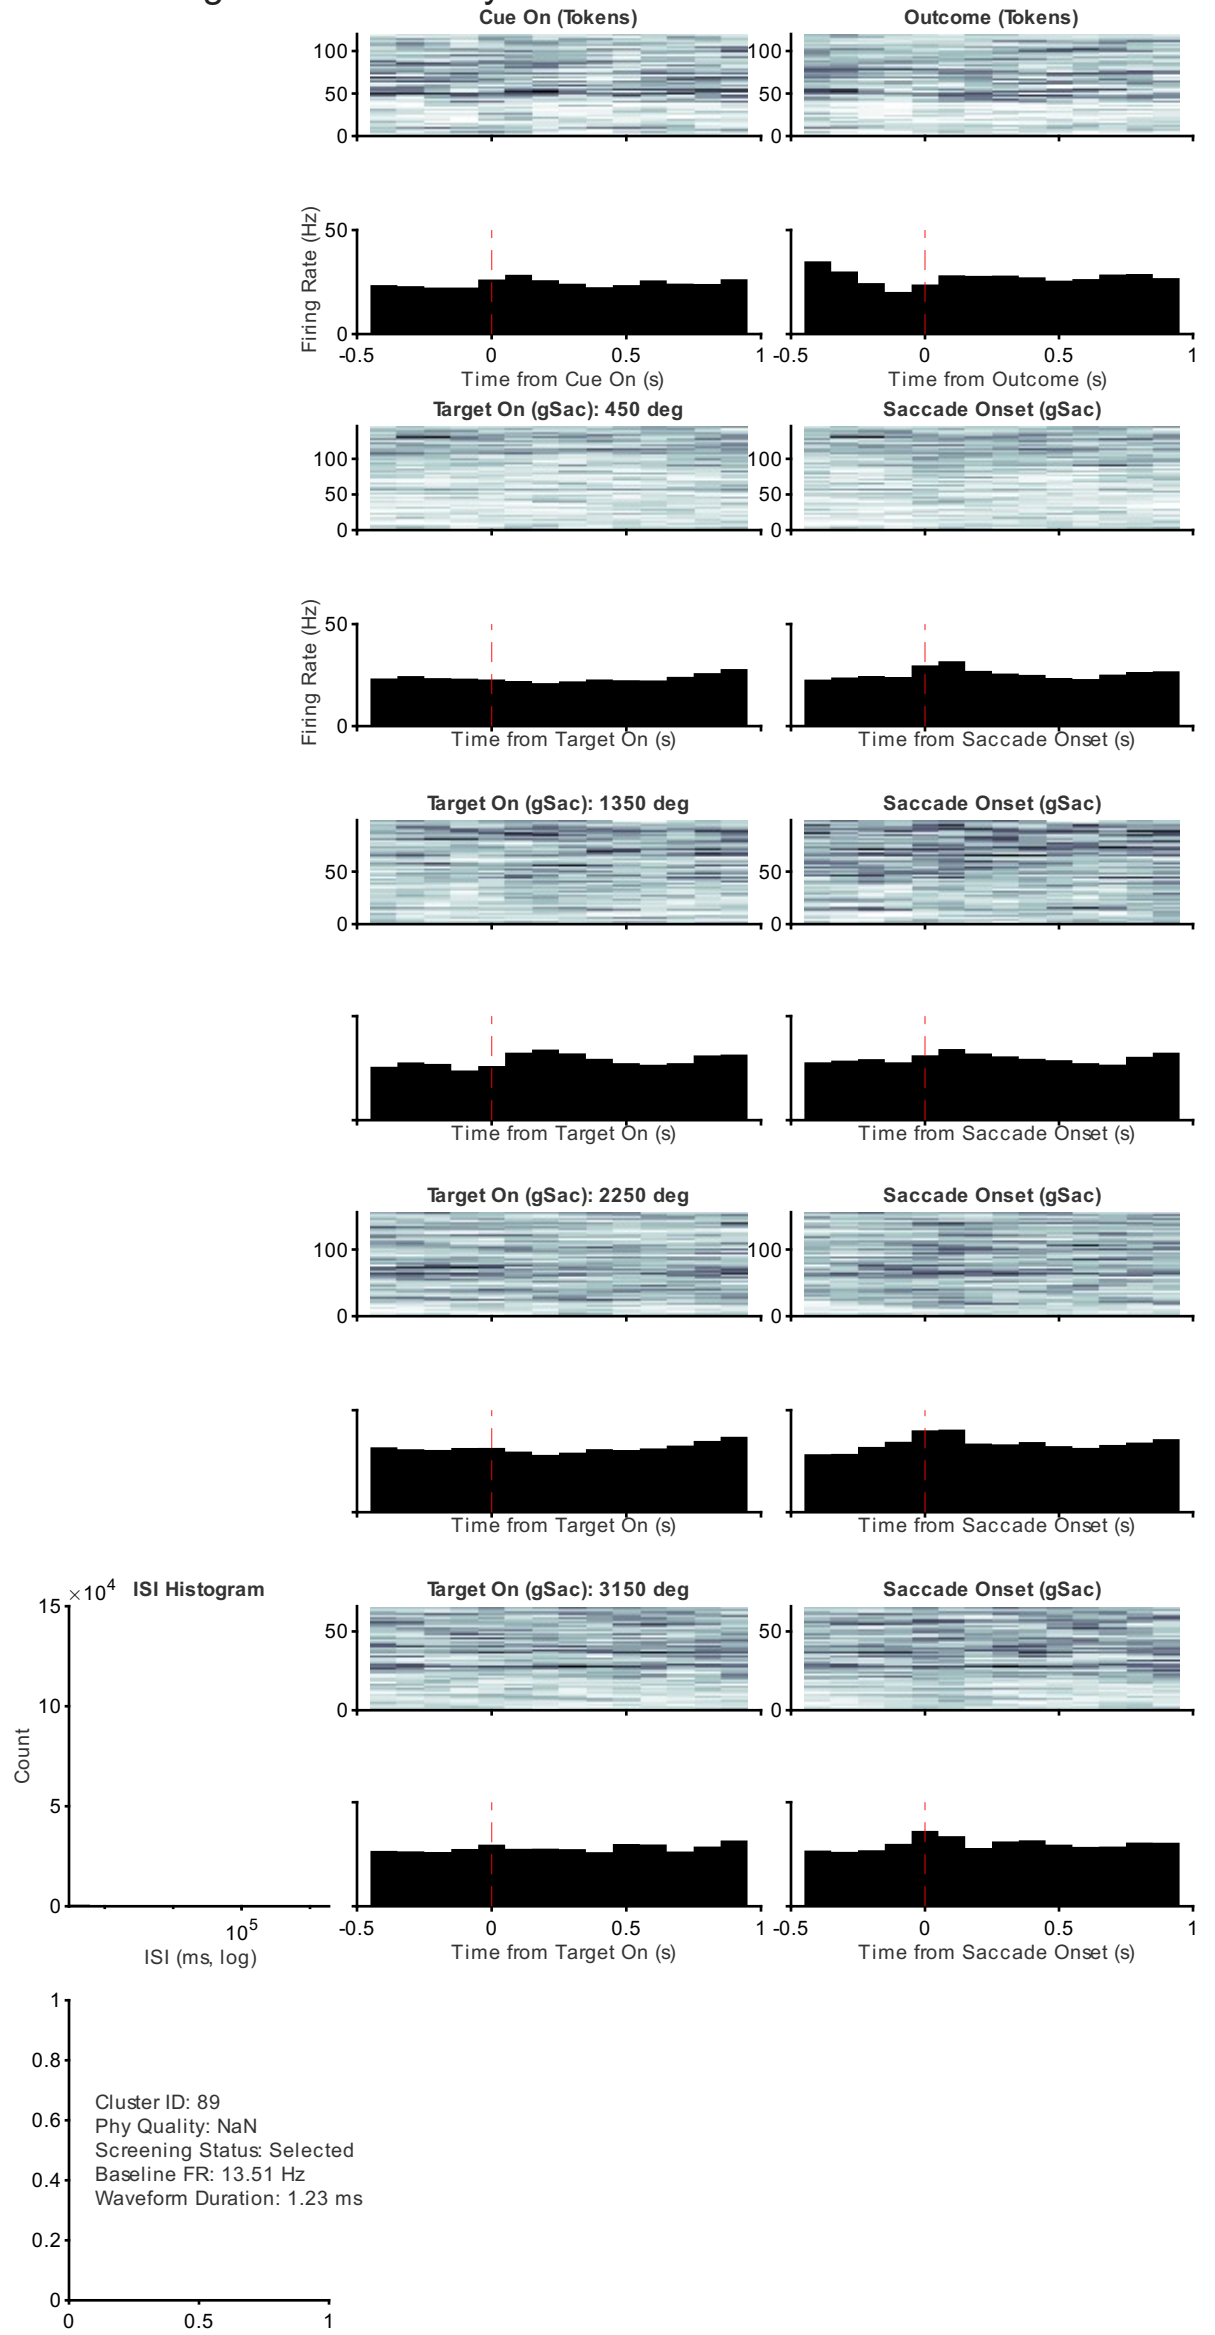 Cue On (Tokens)
Outcome (Tokens)
100
50
0
100
50
0
Firing Rate (Hz)
50
0
-0.5
0
0.5
1
-0.5
0
0.5
1
Time from Cue On (s)
Time from Outcome (s)
Target On (gSac): 450 deg
Saccade Onset (gSac)
100
50
0
100
50
0
Firing Rate (Hz)
50
0
Time from Target On (s)
Time from Saccade Onset (s)
Target On (gSac): 1350 deg
Saccade Onset (gSac)
50
0
50
0
Time from Target On (s)
Time from Saccade Onset (s)
Target On (gSac): 2250 deg
Saccade Onset (gSac)
100
0
100
0
Time from Target On (s)
Time from Saccade Onset (s)
×10^4
ISI Histogram
Target On (gSac): 3150 deg
Saccade Onset (gSac)
15
10
5
0
Count
10^5
ISI (ms, log)
50
0
50
0
-0.5
0
0.5
1
-0.5
0
0.5
1
Time from Target On (s)
Time from Saccade Onset (s)
1
0.8
0.6
0.4
0.2
0
Cluster ID: 89
Phy Quality: NaN
Screening Status: Selected
Baseline FR: 13.51 Hz
Waveform Duration: 1.23 ms
0
0.5
1